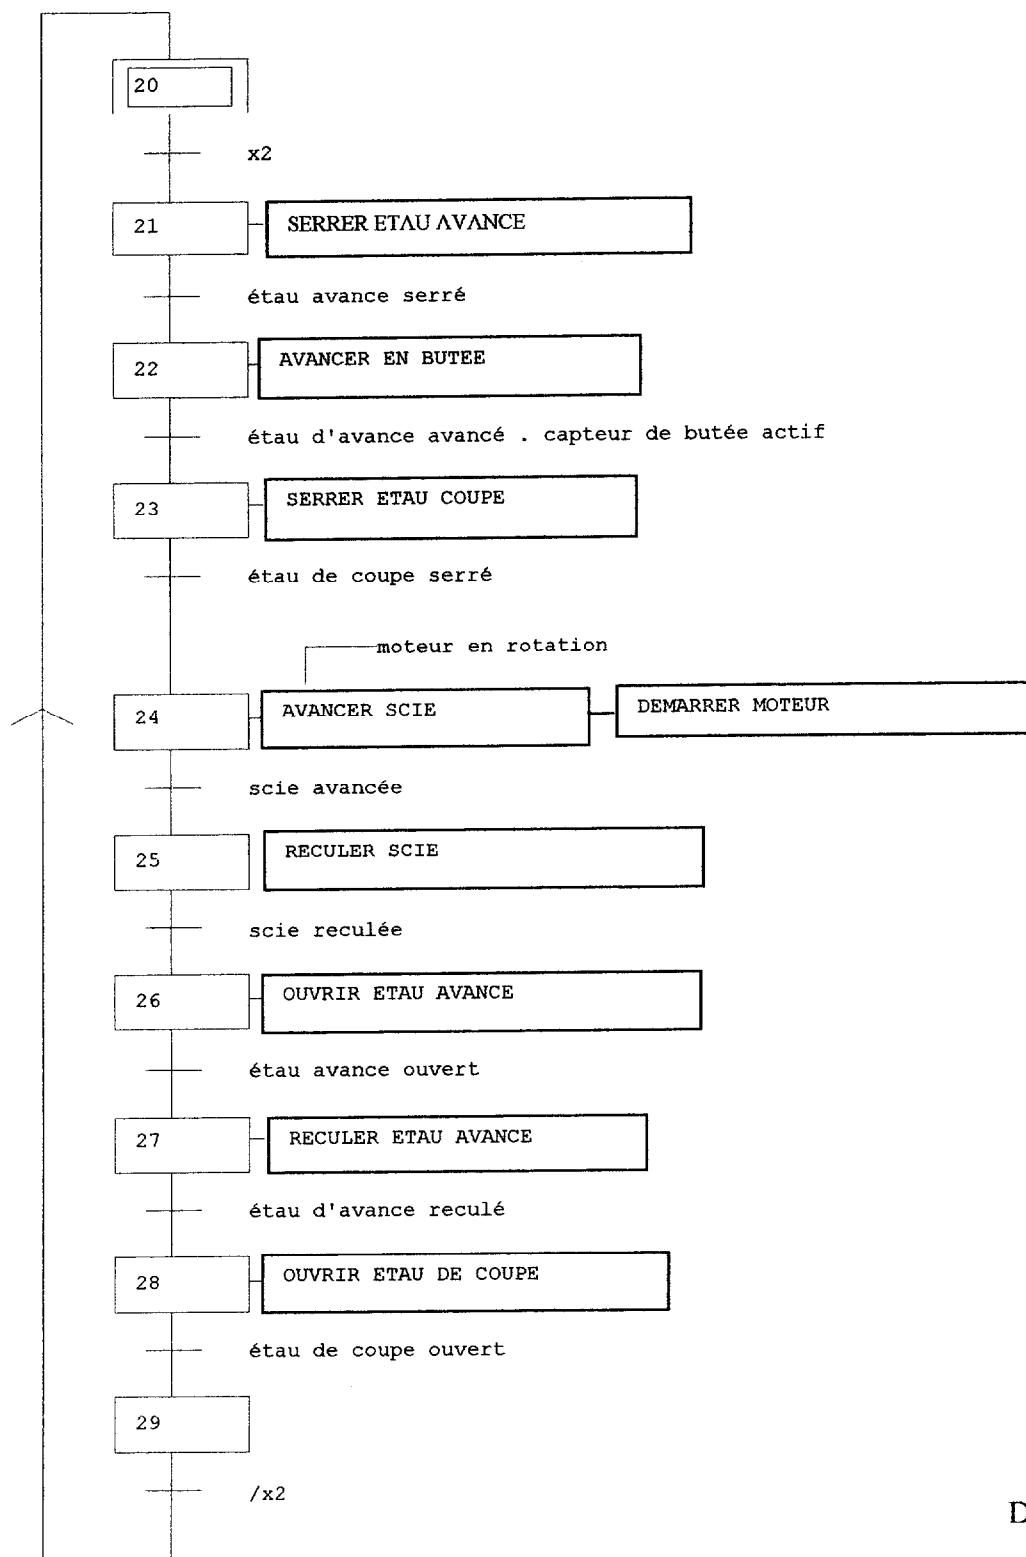 20
x2
21 SERRER ETAU AVANCE
étau avance serré
22 AVANCER EN BUTEE
étau d'avance avancé . capteur de butée actif
23 SERRER ETAU COUPE
étau de coupe serré
moteur en rotation
24 AVANCER SCIE DEMARRER MOTEUR
scie avancée
25 RECULER SCIE
scie reculée
26 OUVRIR ETAU AVANCE
étau avance ouvert
27 RECULER ETAU AVANCE
étau d'avance reculé
28 OUVRIR ETAU DE COUPE
étau de coupe ouvert
29
/x2
D